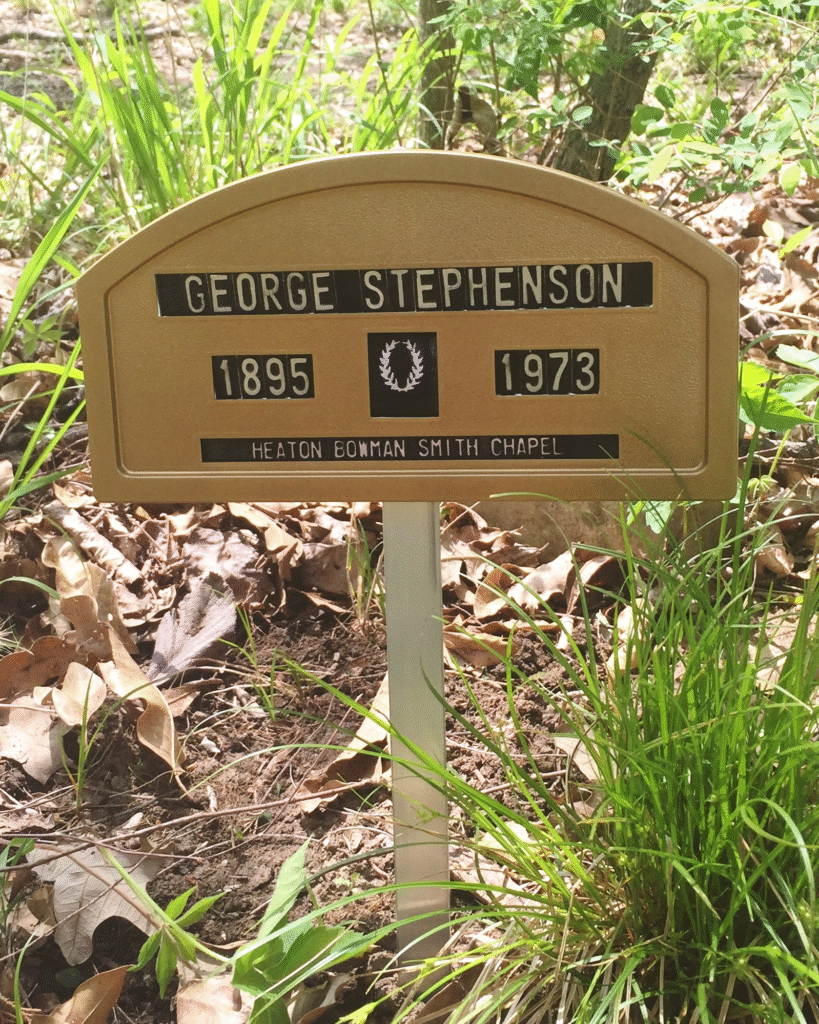 GEORGE STEPHENSON
1895 1973
HEATON BOWMAN SMITH CHAPEL